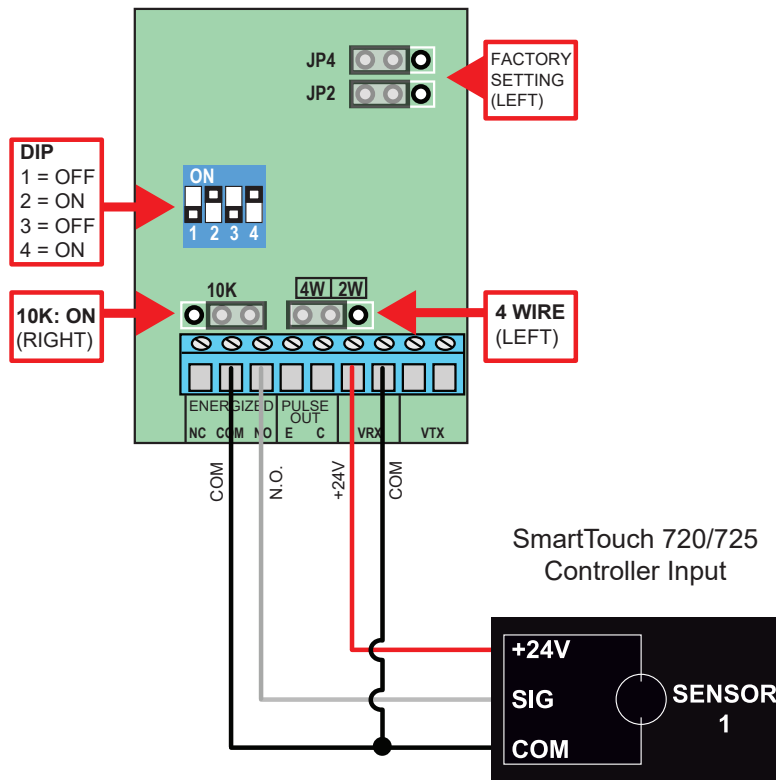 JP4
JP2
FACTORY
SETTING
(LEFT)
DIP
1 = OFF
2 = ON
3 = OFF
4 = ON
ON
1 2 3 4
10K: ON
(RIGHT)
10K
4W 2W
4 WIRE
(LEFT)
ENERGIZED PULSE
OUT
NC COM NO E C VRX VTX
COM
N.O.
+24V
COM
SmartTouch 720/725
Controller Input
+24V
SIG
COM
SENSOR
1